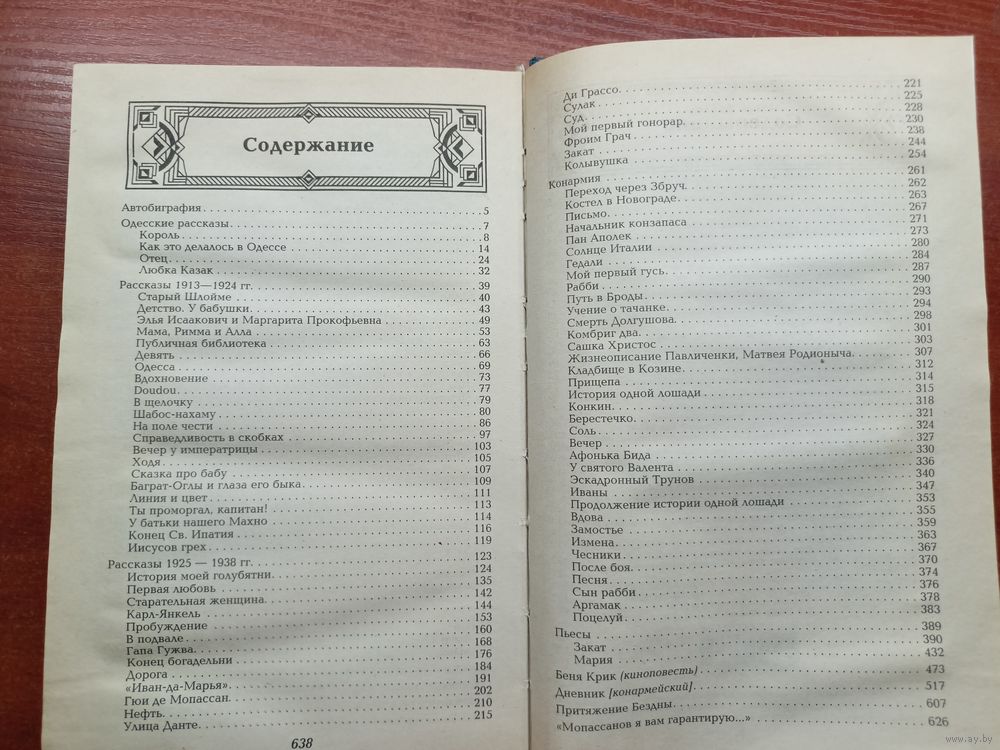 Содержание
Автобиграфия 5
Одесские рассказы 7
Король 8
Как это делалось в Одессе 14
Отец 24
Любка Казак 32
Рассказы 1913—1924 гг. 39
Старый Шлойме 40
Детство. У бабушки 43
Элья Исаакович и Маргарита Прокофьевна 49
Мама, Римма и Алла 53
Публичная библиотека 63
Девять 66
Одесса 69
Вдохновение 73
Doudou 77
В щелочку 79
Шабос-нахаму 80
На поле чести 86
Справедливость в скобках 97
Вечер у императрицы 103
Ходя 105
Сказка про бабу 107
Баграт-Оглы и глаза его быка 109
Линия и цвет 111
Ты проморгал, капитан! 113
У батьки нашего Махно 114
Конец Св. Ипатия 116
Иисусов грех 119
Рассказы 1925 — 1938 гг. 123
История моей голубятни 124
Первая любовь 135
Старательная женщина 142
Карл-Янкель 144
Пробуждение 153
В подвале 160
Гапа Гужва 168
Конец богадельни 176
Дорога 184
«Иван-да-Марья» 191
Гюи де Мопассан 202
Нефть 210
Улица Данте 215
638
Ди Грассо 221
Сулак 225
Суд 228
Мой первый гонорар 230
Фроим Грач 238
Закат 244
Колывушка 254
Конармия 261
Переход через Збруч 262
Костел в Новограде 263
Письмо 267
Начальник конзапаса 271
Пан Аполек 273
Солнце Италии 280
Гедали 284
Мой первый гусь 287
Рабби 290
Путь в Броды 293
Учение о тачанке 294
Смерть Долгушова 298
Комбриг два 301
Сашка Христос 303
Жизнеописание Павличенки, Матвея Родионыча 307
Кладбище в Козине 312
Прищепа 314
История одной лошади 315
Конкин 318
Берестечко 321
Соль 324
Вечер 327
Афонька Бида 330
У святого Валента 336
Эскадронный Трунов 340
Иваны 347
Продолжение истории одной лошади 353
Вдова 355
Замостье 359
Измена 363
Чесники 367
После боя 370
Песня 374
Сын рабби 376
Аргамак 378
Поцелуй 383
Пьесы 389
Закат 390
Мария 432
Беня Крик (киноповесть) 473
Дневник [конармейский] 517
Притяжение Бездны 607
«Мопассанов я вам гарантирую...» 626
www.ay.by